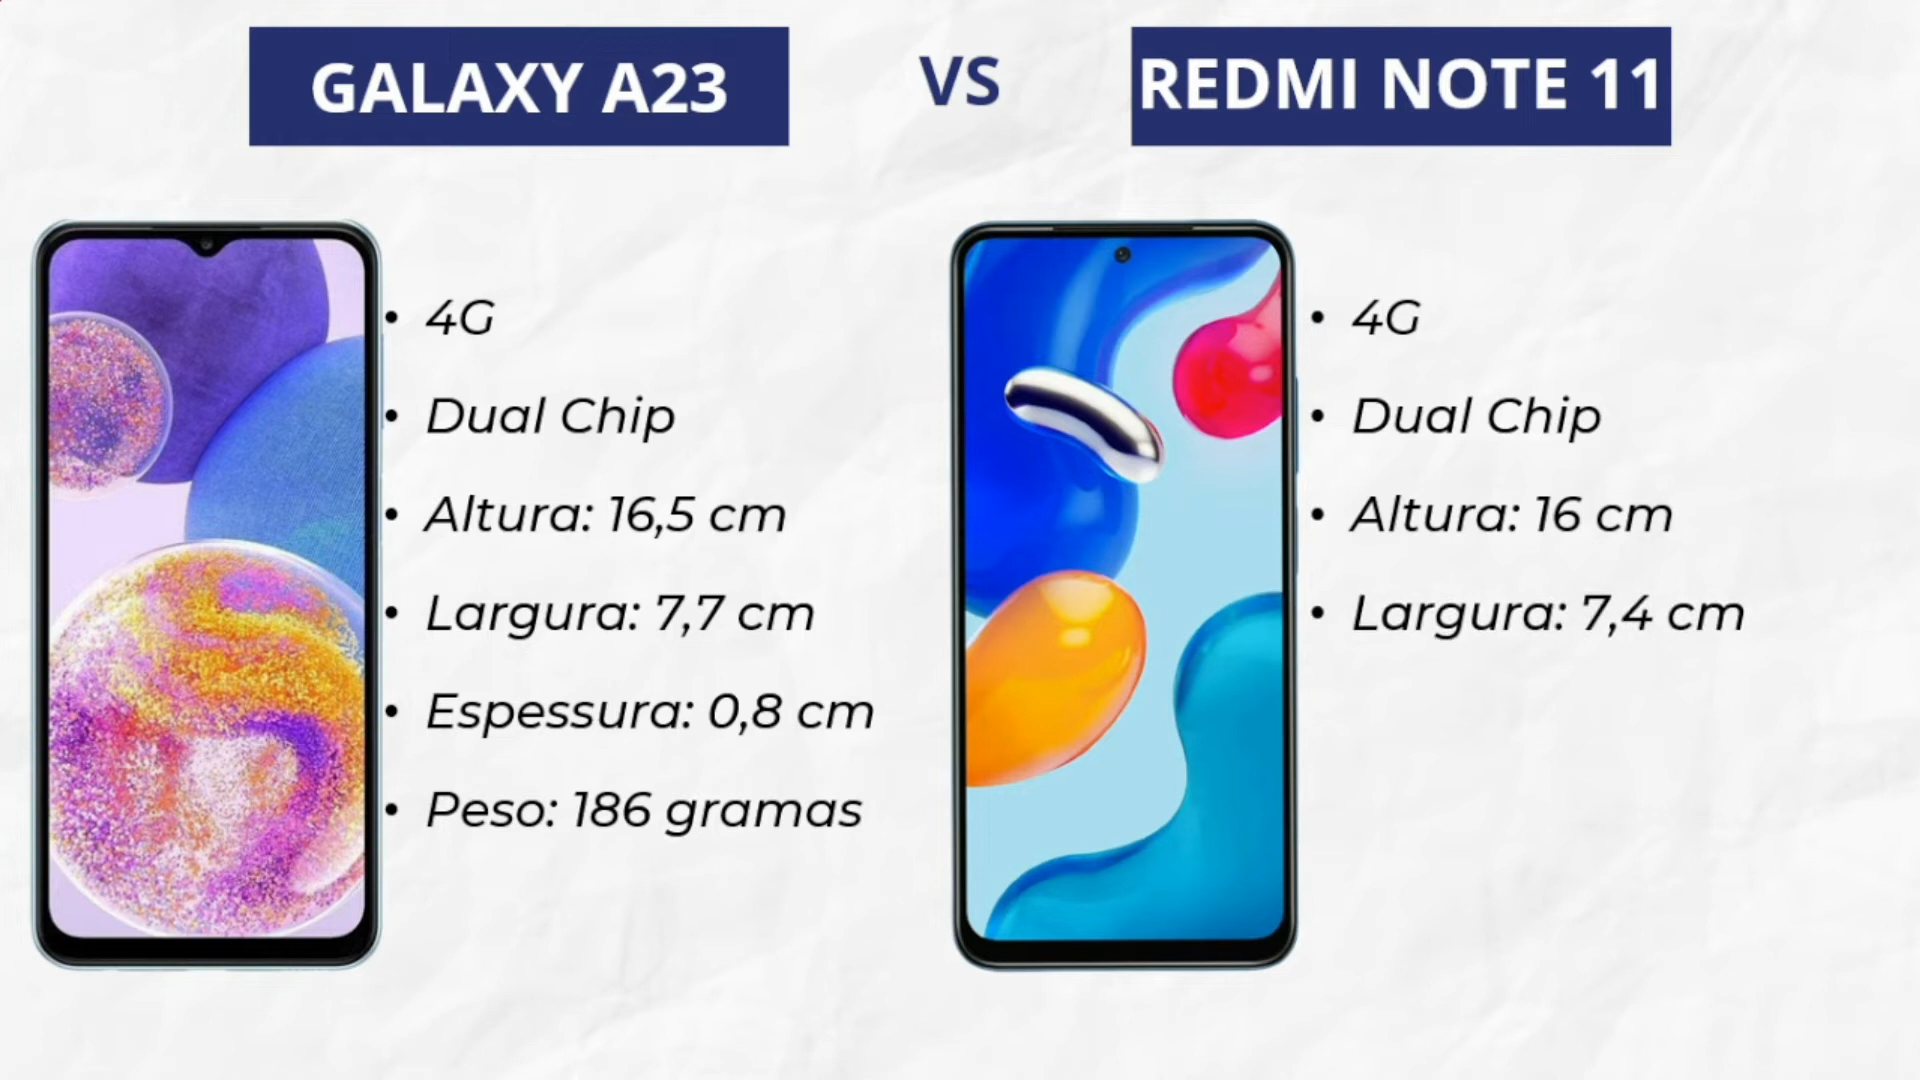 GALAXY A23
VS
REDMI NOTE 11
• 4G
• Dual Chip
• Altura: 16,5 cm
• Largura: 7,7 cm
• Espessura: 0,8 cm
• Peso: 186 gramas
• 4G
• Dual Chip
• Altura: 16 cm
• Largura: 7,4 cm